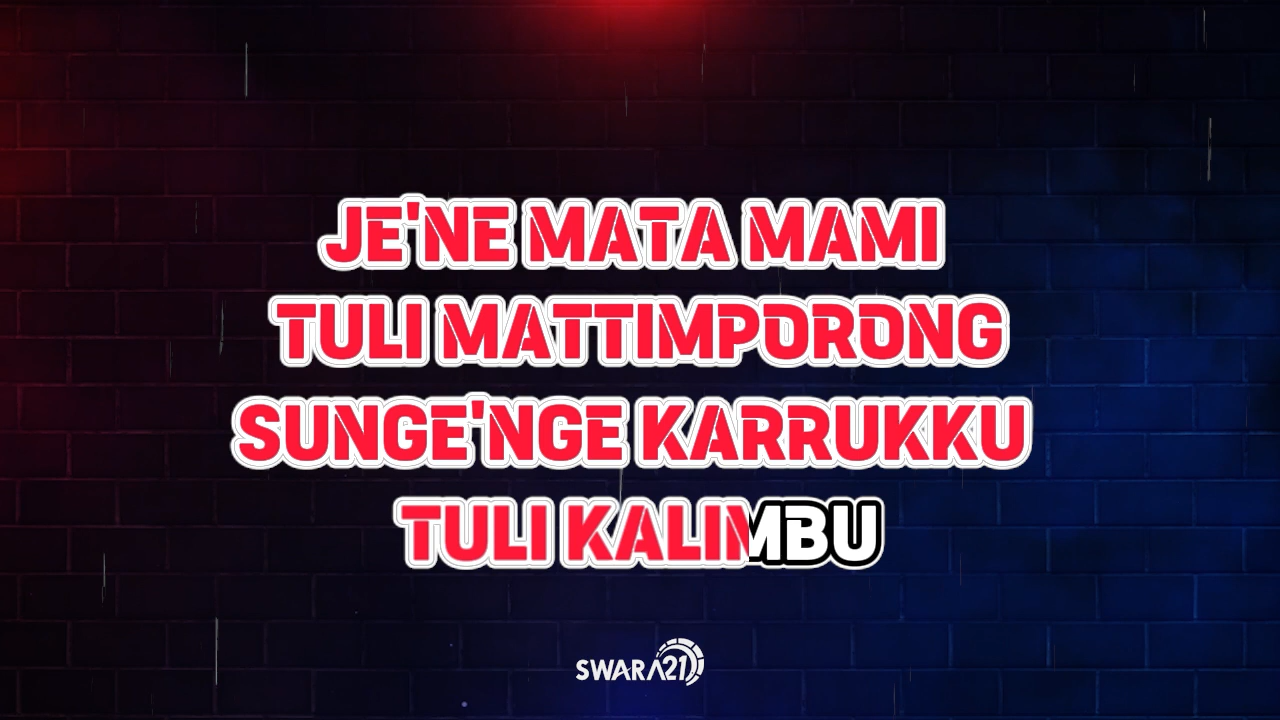 JE'NE MATA MAMI
TULI MATTIMPORONG
SUNGE'NGE KARRUKKU
TULI KALIMBU
SWARA21